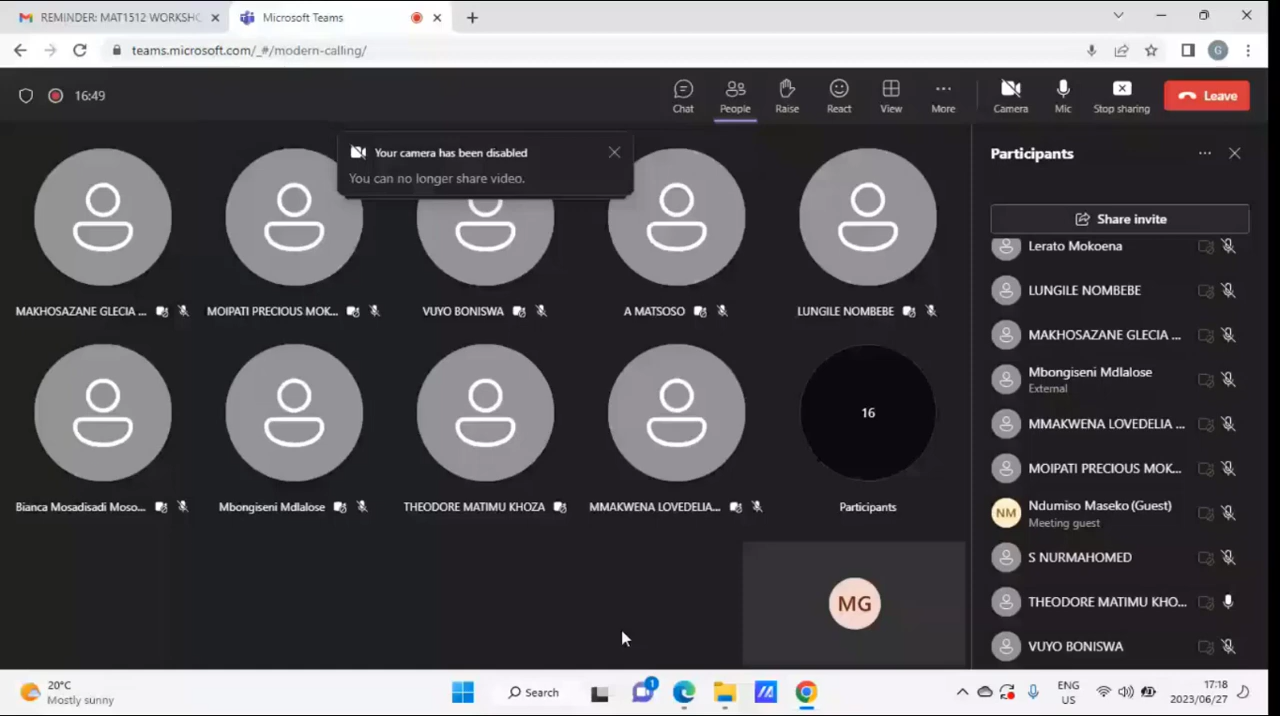 REMINDER: MAT1512 WORKSHO
Microsoft Teams
teams.microsoft.com/_#/modern-calling/
G
16:49
Chat
People
Raise
React
View
More
Camera
Mic
Stop sharing
Leave
Your camera has been disabled
You can no longer share video.
MAKHOSAZANE GLECIA ...
MOIPATI PRECIOUS MOK...
VUYO BONISWA
A MATSOSO
LUNGILE NOMBEBE
16
Bianca Mosadisadi Moso...
Mbongiseni Mdlalose
THEODORE MATIMU KHOZA
MMAKWENA LOVEDELIA...
Participants
MG
Participants
Share invite
Lerato Mokoena
LUNGILE NOMBEBE
MAKHOSAZANE GLECIA ...
Mbongiseni Mdlalose
External
MMAKWENA LOVEDELIA ...
MOIPATI PRECIOUS MOK...
NM
Ndumiso Maseko (Guest)
Meeting guest
S NURMAHOMED
THEODORE MATIMU KHO...
VUYO BONISWA
20°C
Mostly sunny
Search
1
ENG
US
17:18
2023/06/27